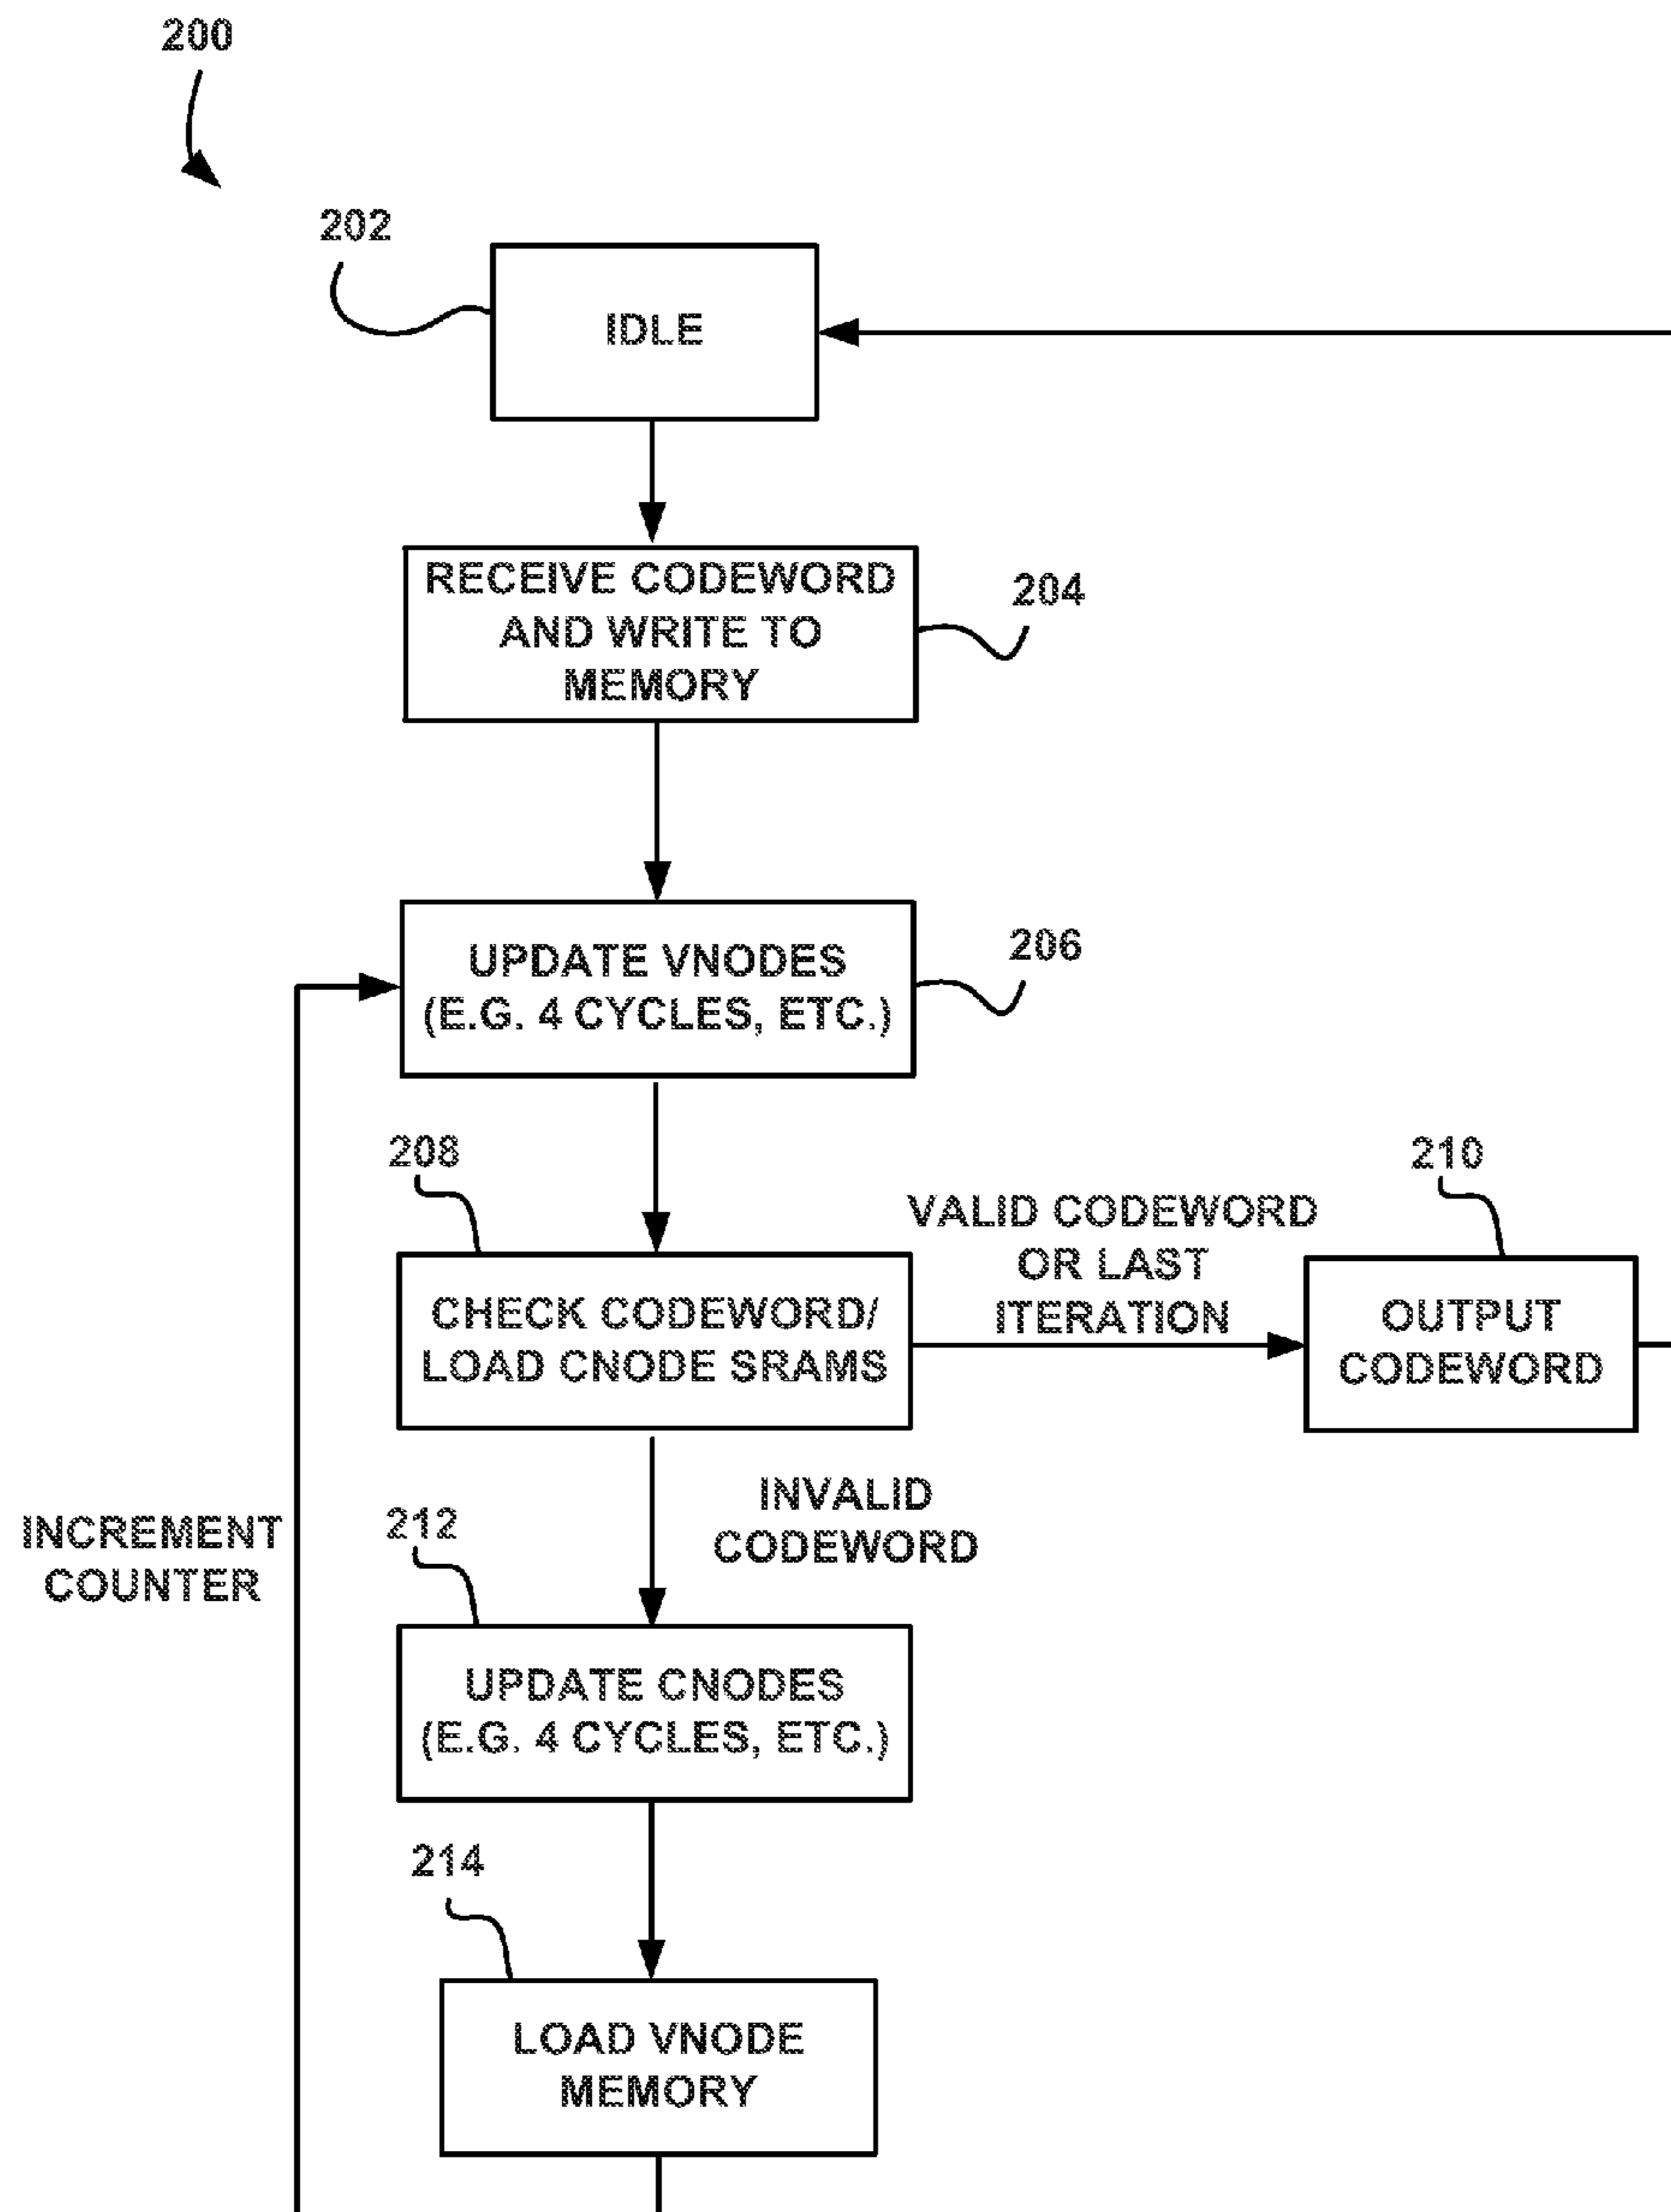 200
202
IDLE
RECEIVE CODEWORD
AND WRITE TO
MEMORY
204
UPDATE VNODES
(E.G. 4 CYCLES, ETC.)
206
208
CHECK CODEWORD/
LOAD CNODE SRAMS
VALID CODEWORD
OR LAST
ITERATION
210
OUTPUT
CODEWORD
INVALID
CODEWORD
INCREMENT
COUNTER
212
UPDATE CNODES
(E.G. 4 CYCLES, ETC.)
214
LOAD VNODE
MEMORY